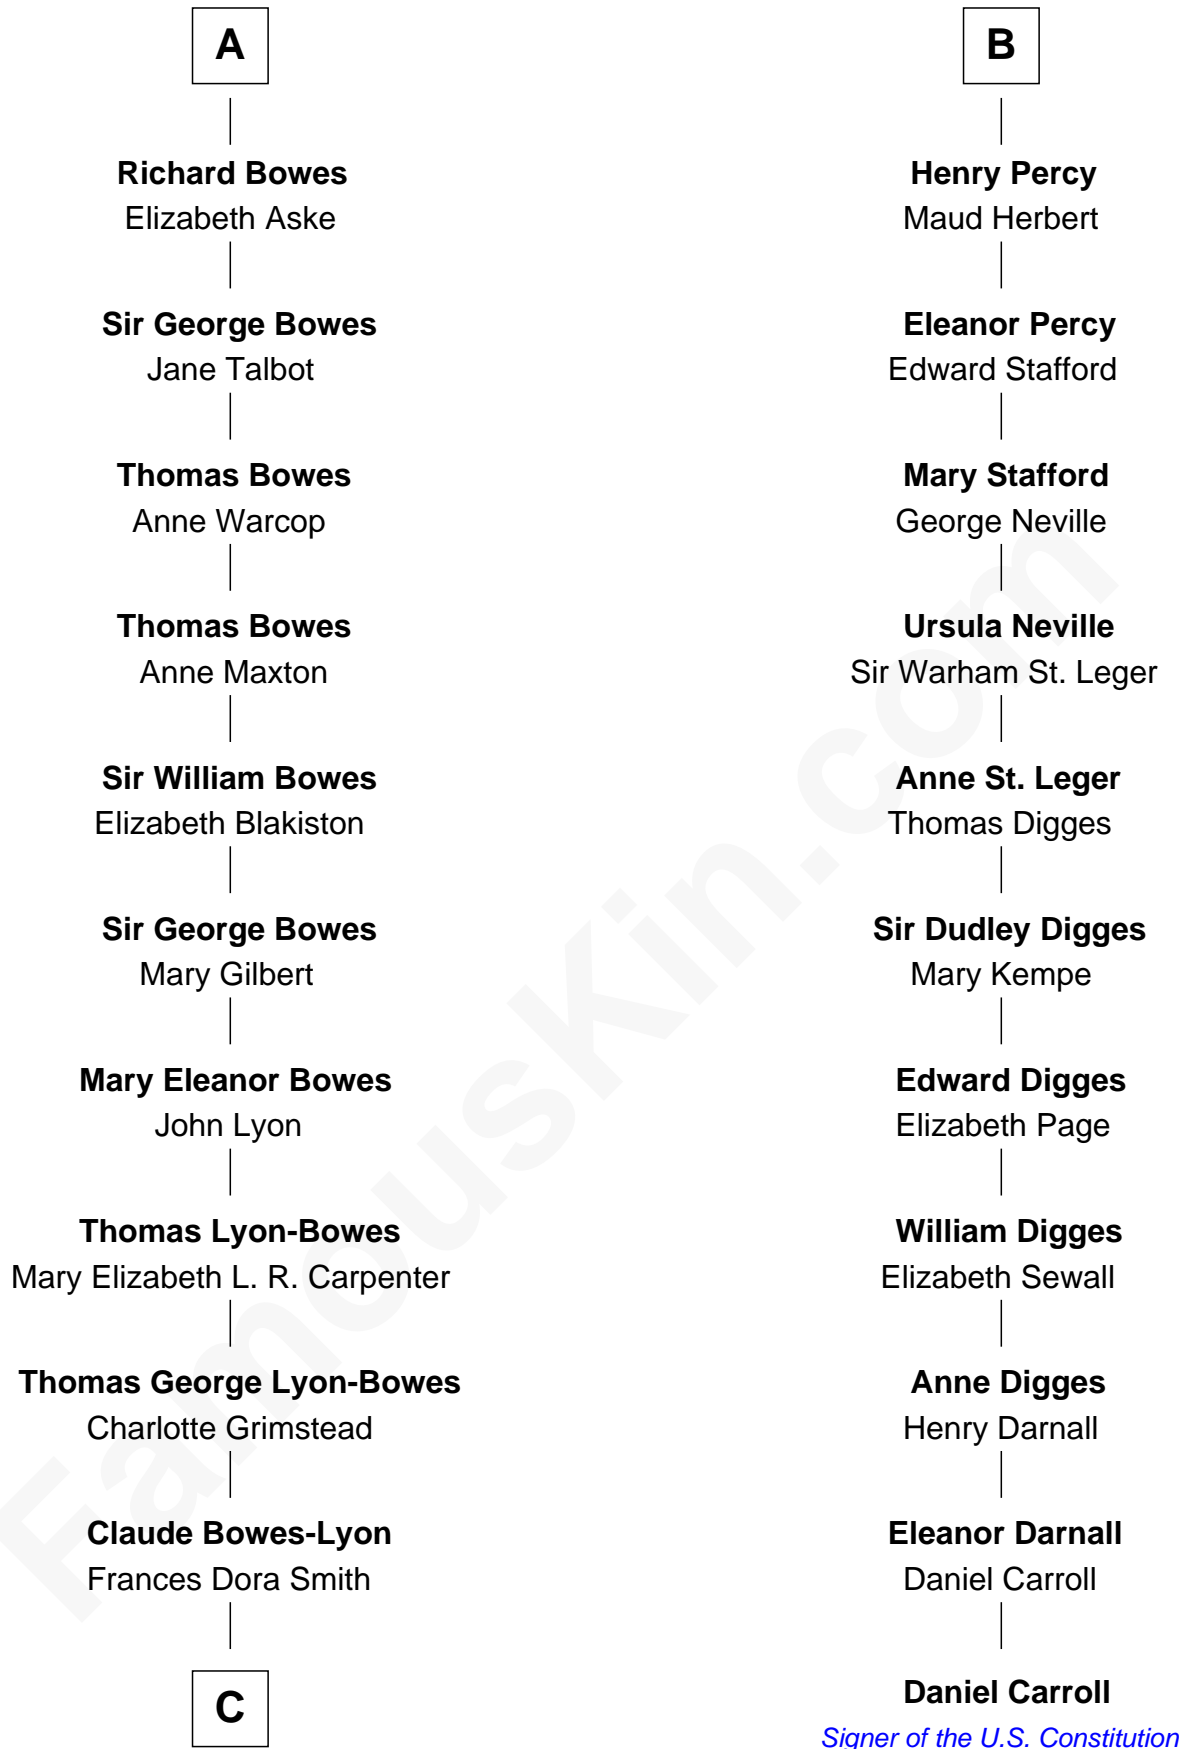 A
Richard Bowes
Elizabeth Aske
Sir George Bowes
Jane Talbot
Thomas Bowes
Anne Warcop
Thomas Bowes
Anne Maxton
Sir William Bowes
Elizabeth Blakiston
Sir George Bowes
Mary Gilbert
Mary Eleanor Bowes
John Lyon
Thomas Lyon-Bowes
Mary Elizabeth L. R. Carpenter
Thomas George Lyon-Bowes
Charlotte Grimstead
Claude Bowes-Lyon
Frances Dora Smith
C
B
Henry Percy
Maud Herbert
Eleanor Percy
Edward Stafford
Mary Stafford
George Neville
Ursula Neville
Sir Warham St. Leger
Anne St. Leger
Thomas Digges
Sir Dudley Digges
Mary Kempe
Edward Digges
Elizabeth Page
William Digges
Elizabeth Sewall
Anne Digges
Henry Darnall
Eleanor Darnall
Daniel Carroll
Daniel Carroll
Signer of the U.S. Constitution
FamousKin.com